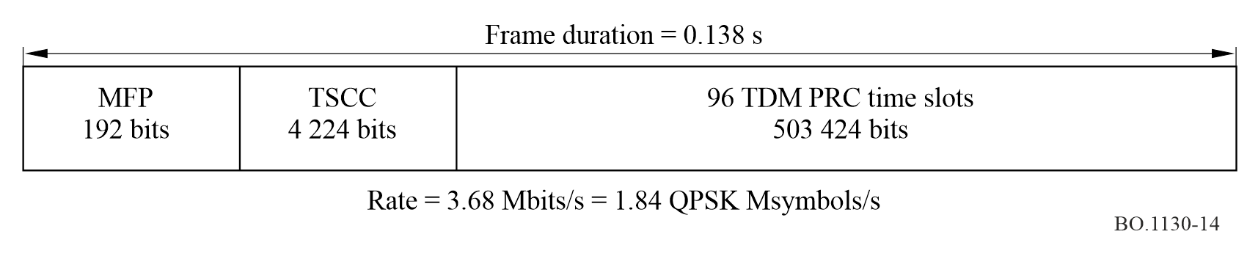 Frame duration = 0.138 s
MFP
192 bits
TSCC
4 224 bits
96 TDM PRC time slots
503 424 bits
Rate = 3.68 Mbits/s = 1.84 QPSK Msymbols/s
BO.1130-14